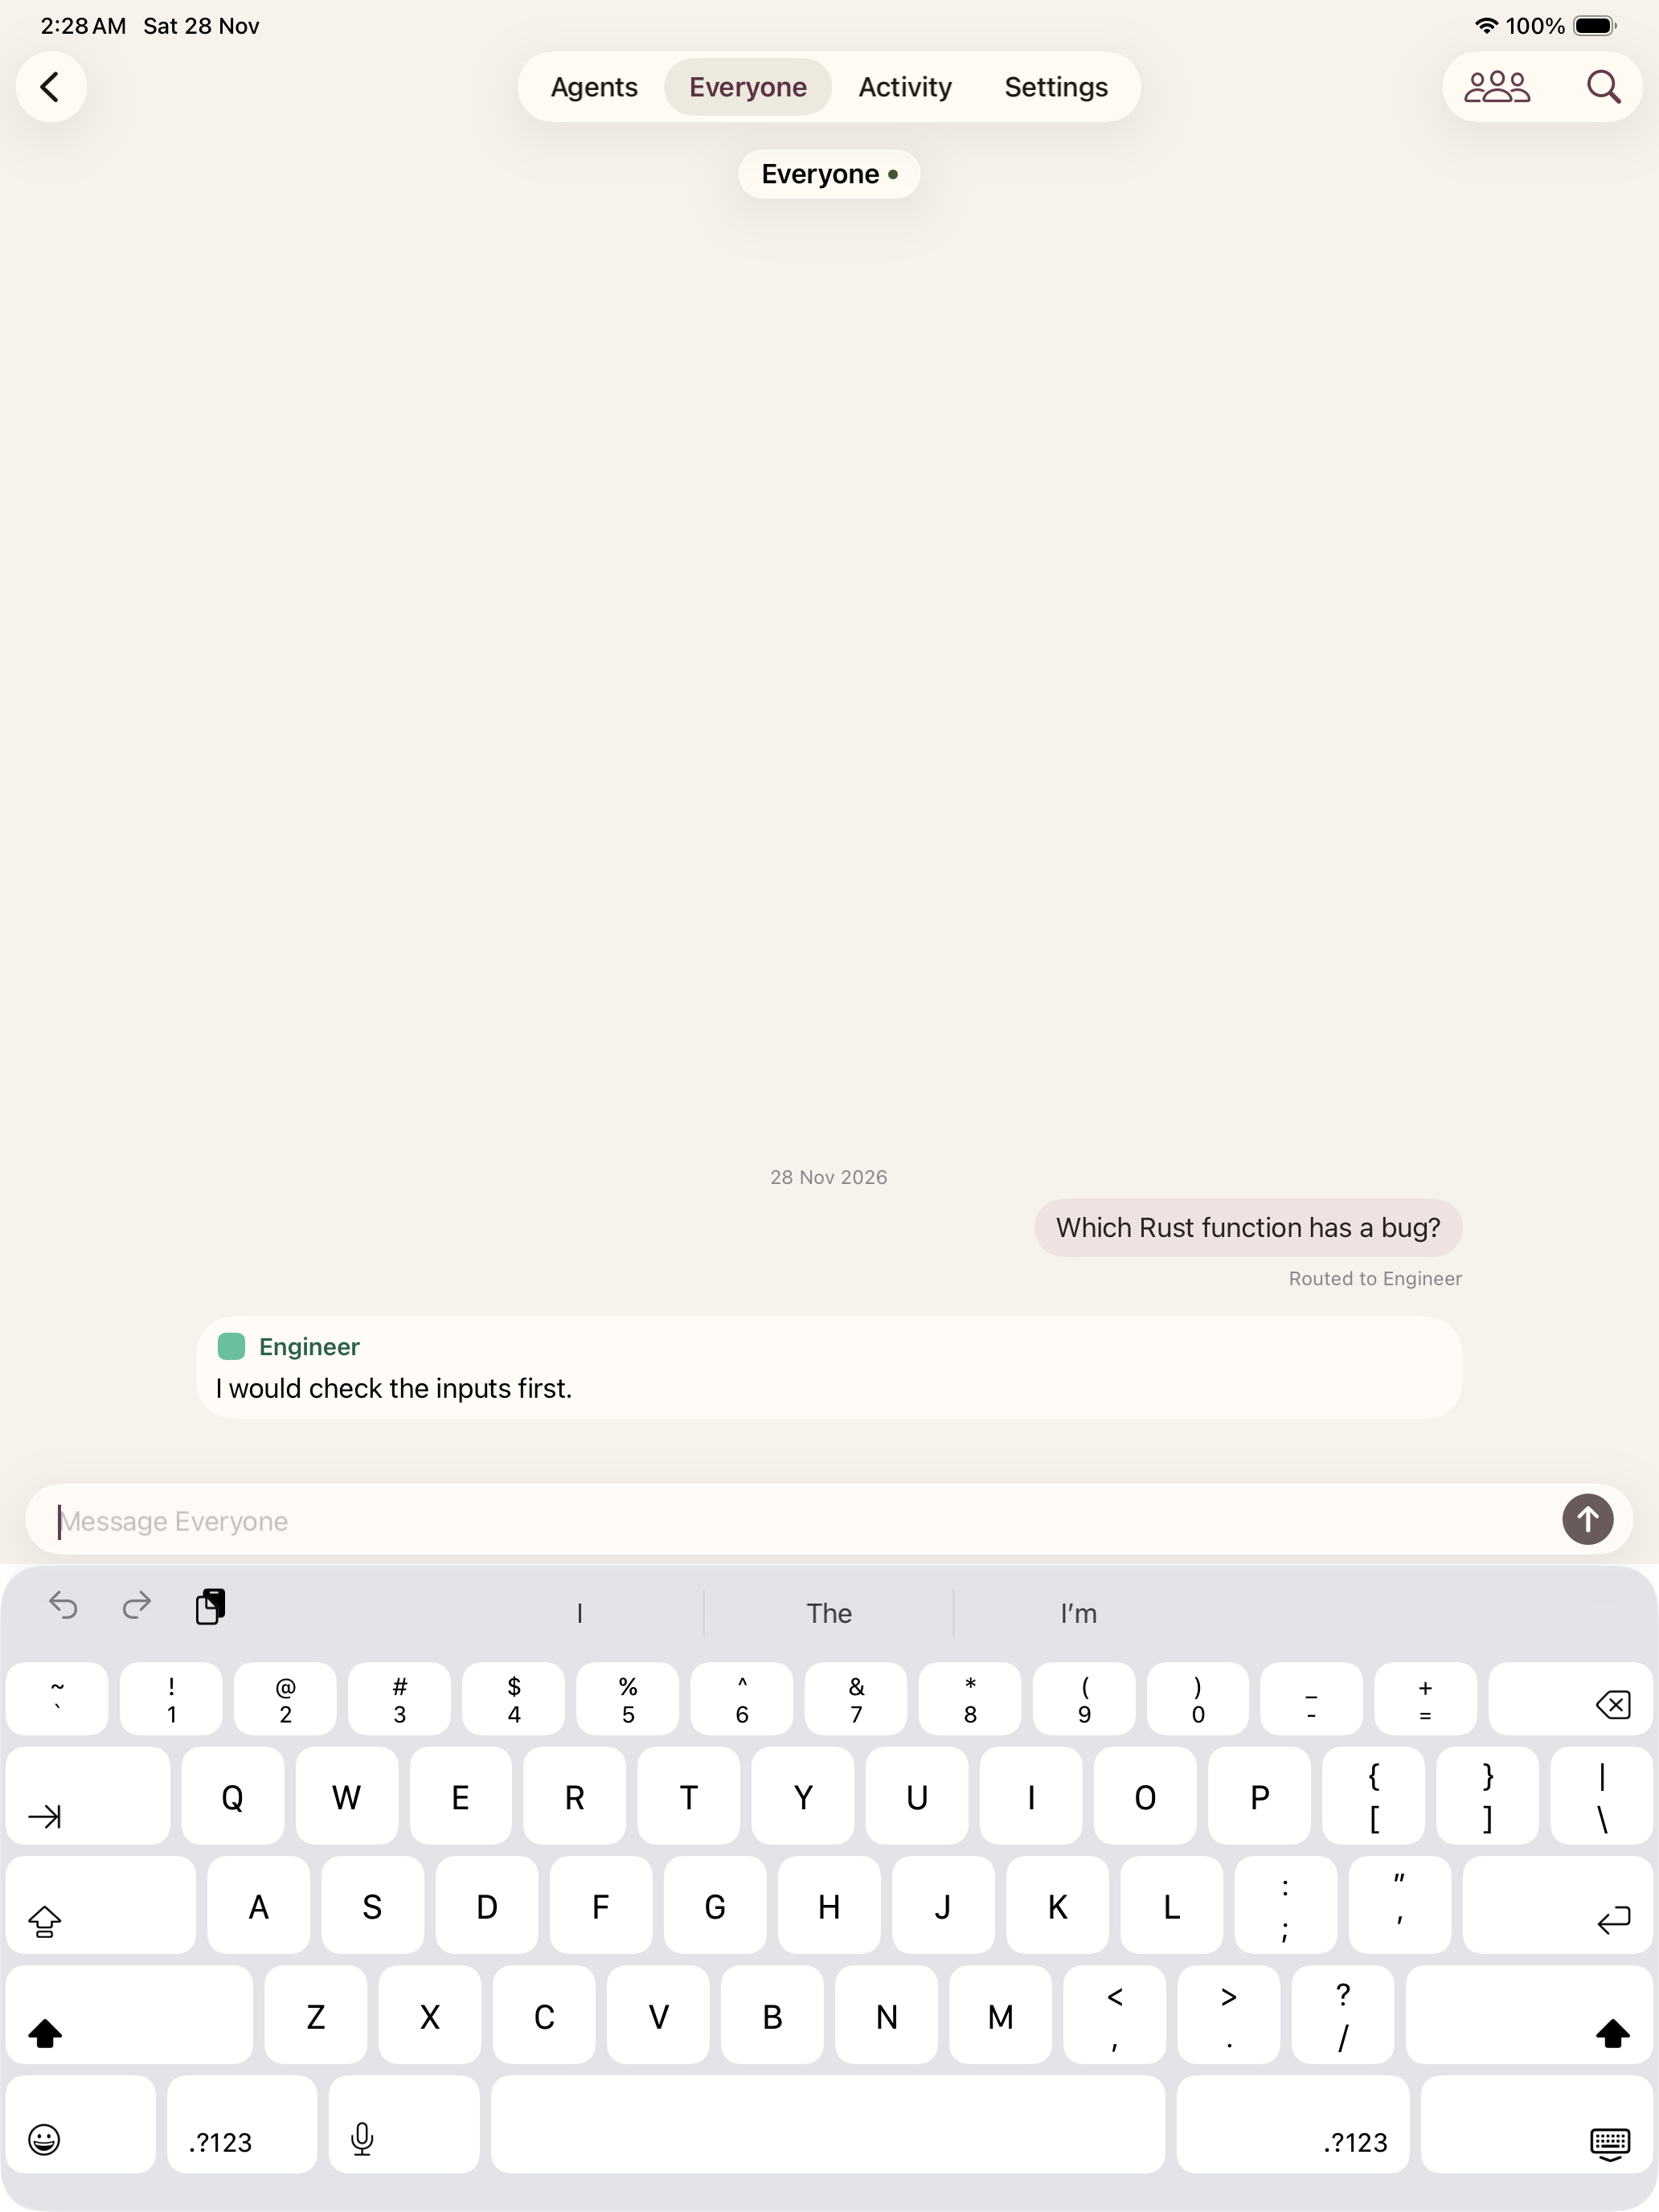 2:28 AM Sat 28 Nov
100%
Agents Everyone Activity Settings
Everyone
28 Nov 2026
Which Rust function has a bug?
Routed to Engineer
Engineer
I would check the inputs first.
Message Everyone
I The I’m
~ ! @ # $ % ^ & * ( ) _ +
` 1 2 3 4 5 6 7 8 9 0 - =
Q W E R T Y U I O P { } |
[ ] \
A S D F G H J K L : "
; '
Z X C V B N M < > ?
, . /
.?123 .?123